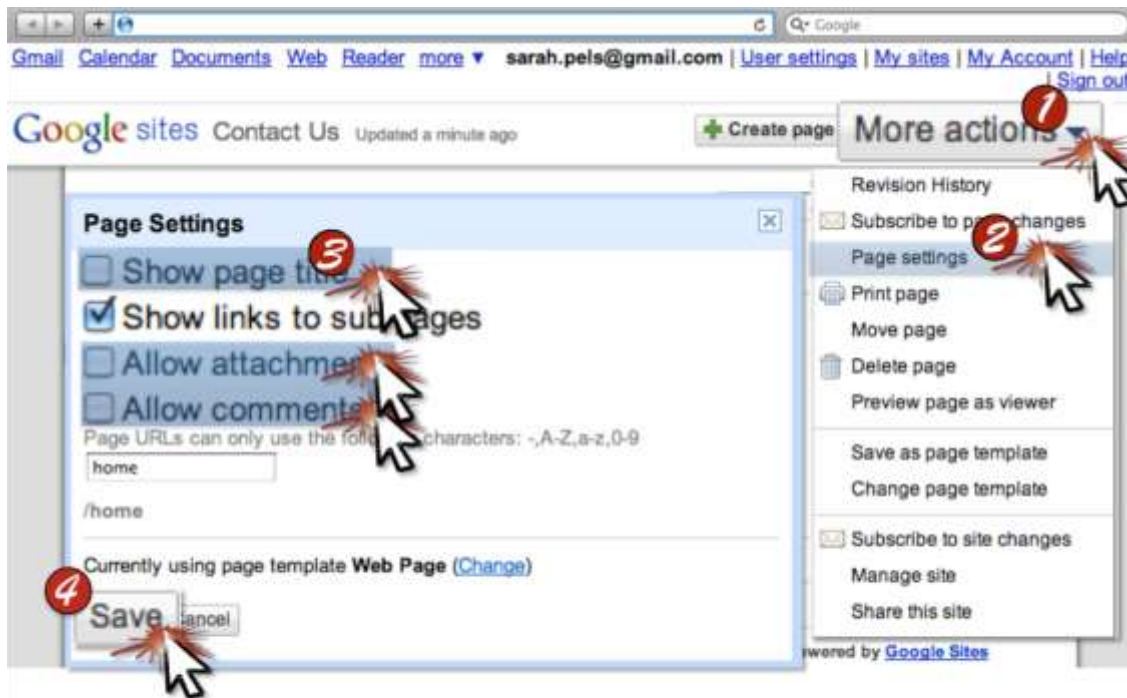 Google
Gmail Calendar Documents Web Reader more ▼ sarah.pels@gmail.com | User settings | My sites | My Account | Help
| Sign out
Google sites Contact Us Updated a minute ago Create page More actions
1
Revision History
Subscribe to page changes
2
Page settings
Print page
Move page
Delete page
Preview page as viewer
Save as page template
Change page template
Subscribe to site changes
Manage site
Share this site
Page Settings
3
Show page title
Show links to sub-pages
Allow attachments
Allow comments
Page URLs can only use the following characters: -,A-Z,a-z,0-9
home
/home
Currently using page template Web Page (Change)
4
Save Cancel
Powered by Google Sites